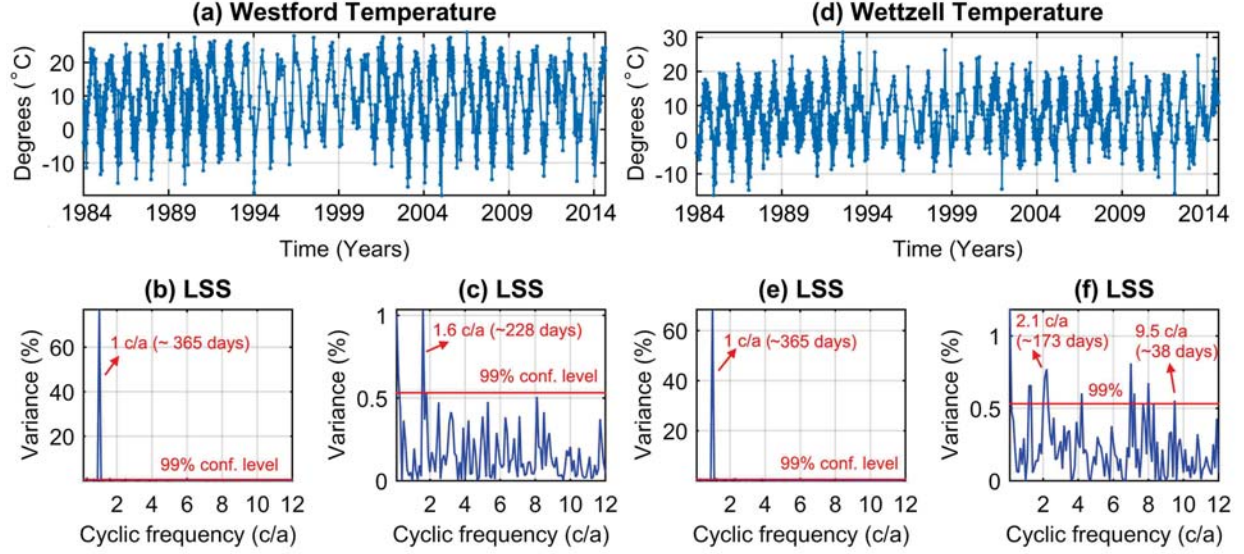 (a) Westford Temperature
Degrees (°C)
20
10
0
-10
1984 1989 1994 1999 2004 2009 2014
Time (Years)
(d) Wettzell Temperature
Degrees (°C)
30
20
10
0
-10
1984 1989 1994 1999 2004 2009 2014
Time (Years)
(b) LSS
Variance (%)
60
40
20
1 c/a (~ 365 days)
99% conf. level
2 4 6 8 10 12
Cyclic frequency (c/a)
(c) LSS
Variance (%)
1
0.5
0
1.6 c/a (~228 days)
99% conf. level
2 4 6 8 10 12
Cyclic frequency (c/a)
(e) LSS
Variance (%)
60
40
20
1 c/a (~365 days)
99% conf. level
2 4 6 8 10 12
Cyclic frequency (c/a)
(f) LSS
Variance (%)
1
0.5
0
2.1 c/a
(~173 days)
9.5 c/a
(~38 days)
99%
2 4 6 8 10 12
Cyclic frequency (c/a)